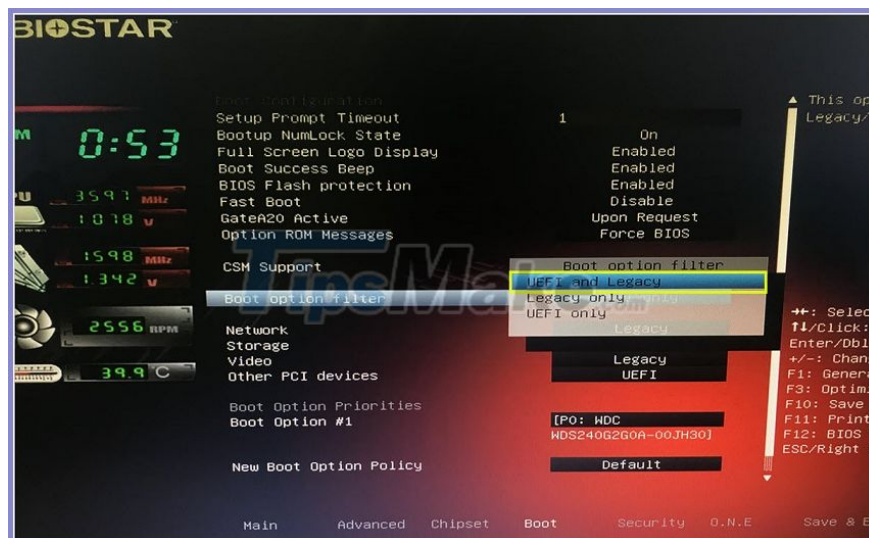 BIOSTAR
Boot Configuration
Setup Prompt Timeout 1
Bootup NumLock State On
Full Screen Logo Display Enabled
Boot Success Beep Enabled
BIOS Flash protection Enabled
Fast Boot Disable
GateA20 Active Upon Request
Option ROM Messages Force BIOS
CSM Support
Boot option filter
Boot option filter
UEFI and Legacy
Legacy only
UEFI only
Network Legacy
Storage
Video Legacy
Other PCI devices UEFI
Boot Option Priorities
Boot Option #1 [P0: WDC
WDS240G2G0A-00JH30]
New Boot Option Policy Default
M 0:53
PU 3597 MHz
1.078 V
1598 MHz
1.342 V
2556 RPM
39.9 C
This op
Legacy/
↔: Selec
↑↓/Click:
Enter/Dbl
+/-: Chan
F1: Genera
F3: Optimi
F10: Save
F11: Print
F12: BIOS
ESC/Right
Main Advanced Chipset Boot Security O.N.E Save & E
TipsMake
.com